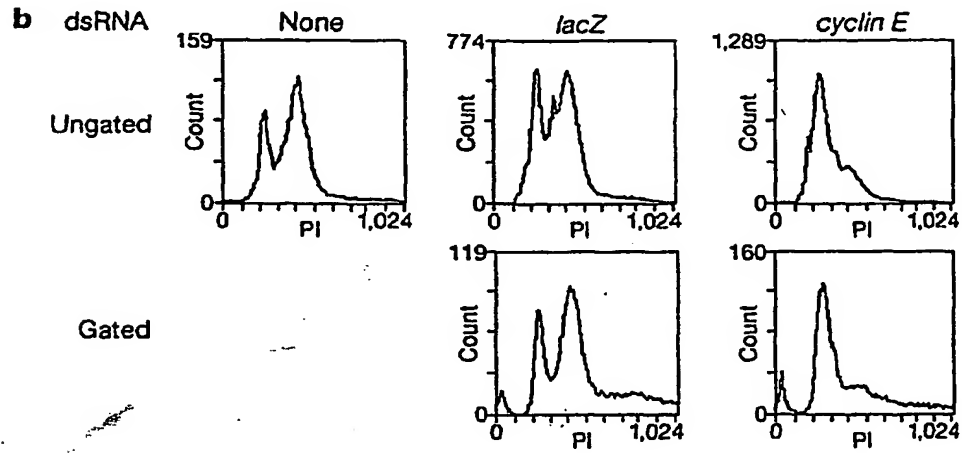 b dsRNA None lacZ cyclin E
159 774 1,289
Ungated Count Count Count
0 0 0
0 PI 1,024 0 PI 1,024 0 PI 1,024
119 160
Gated Count Count
0 0
0 PI 1,024 0 PI 1,024